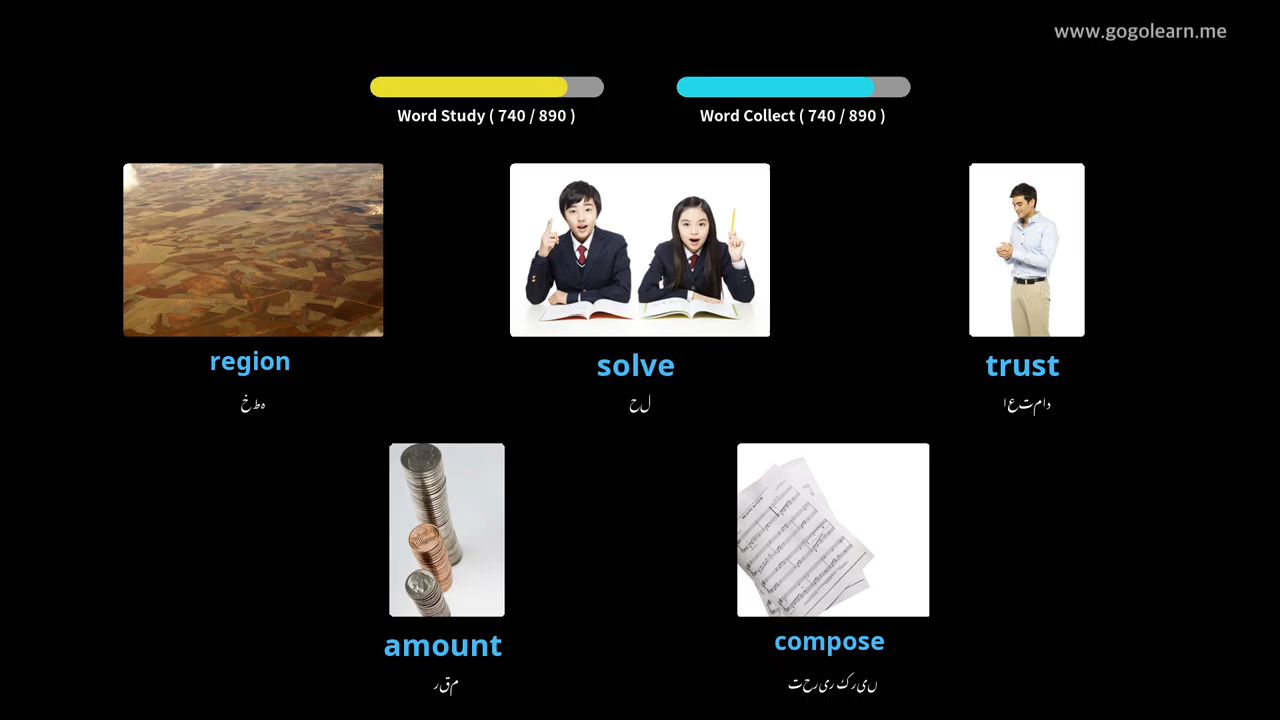 www.gogolearn.me
Word Study ( 740 / 890 )
Word Collect ( 740 / 890 )
region
خطہ
solve
حل
trust
اعتماد
amount
رقم
compose
تحریر کریں